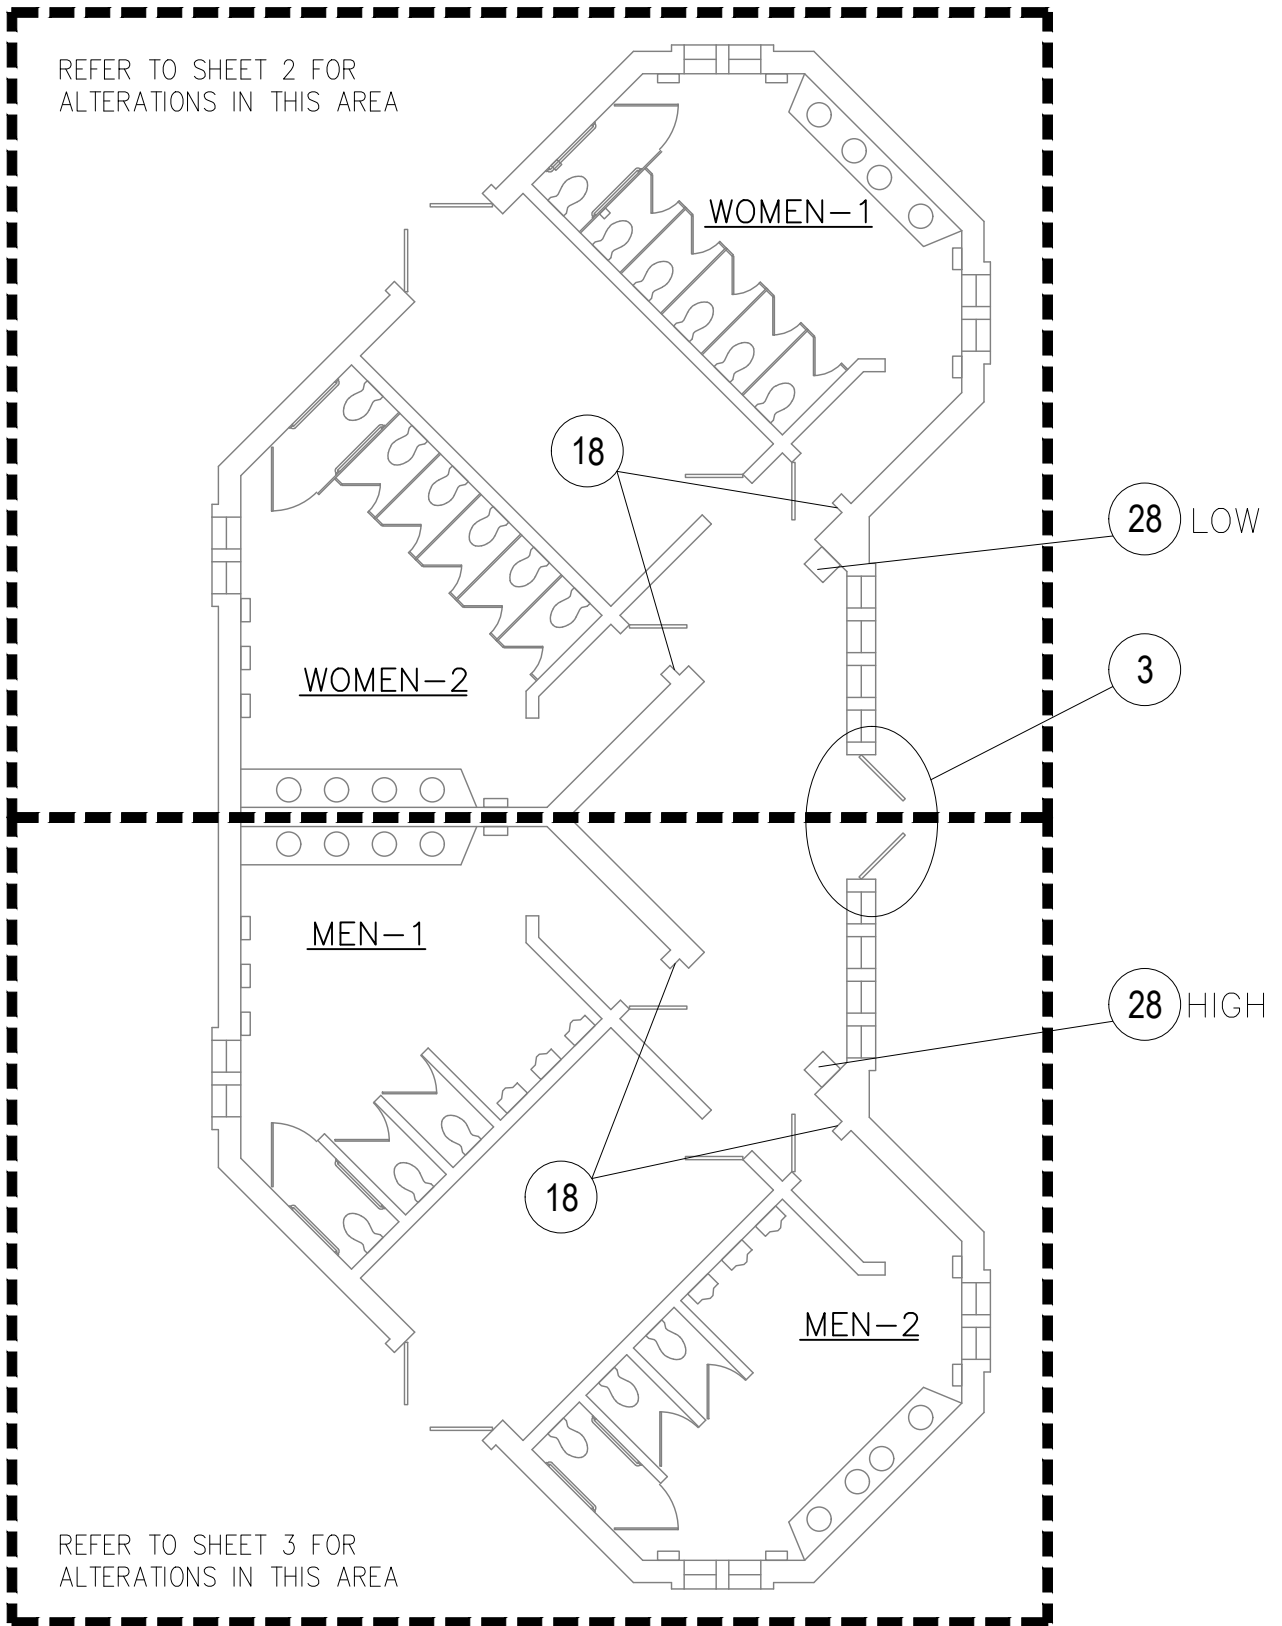 REFER TO SHEET 2 FOR
ALTERATIONS IN THIS AREA
WOMEN-1
18
28 LOW
3
WOMEN-2
MEN-1
28 HIGH
18
MEN-2
REFER TO SHEET 3 FOR
ALTERATIONS IN THIS AREA